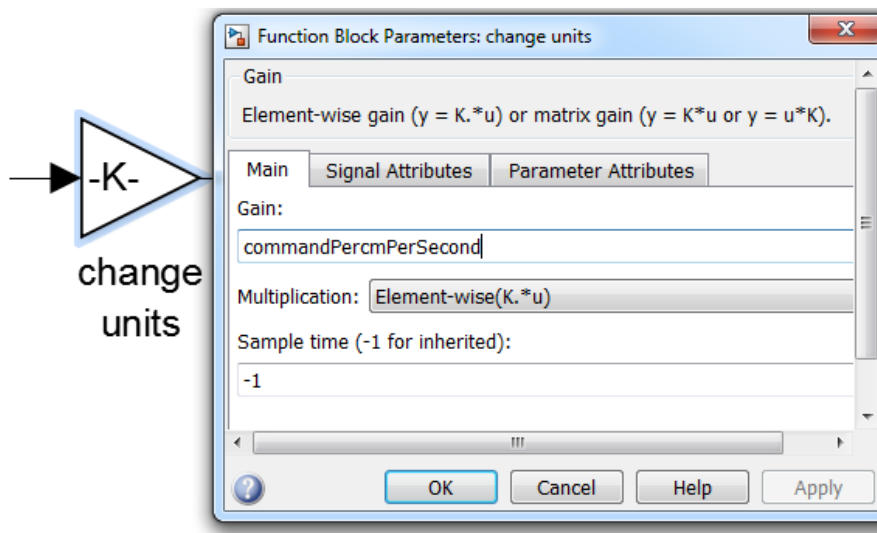 Function Block Parameters: change units
x
Gain
Element-wise gain (y = K.*u) or matrix gain (y = K*u or y = u*K).
Main Signal Attributes Parameter Attributes
Gain:
commandPercmPerSecond
Multiplication: Element-wise(K.*u)
Sample time (-1 for inherited):
-1
? OK Cancel Help Apply
-K-
change
units